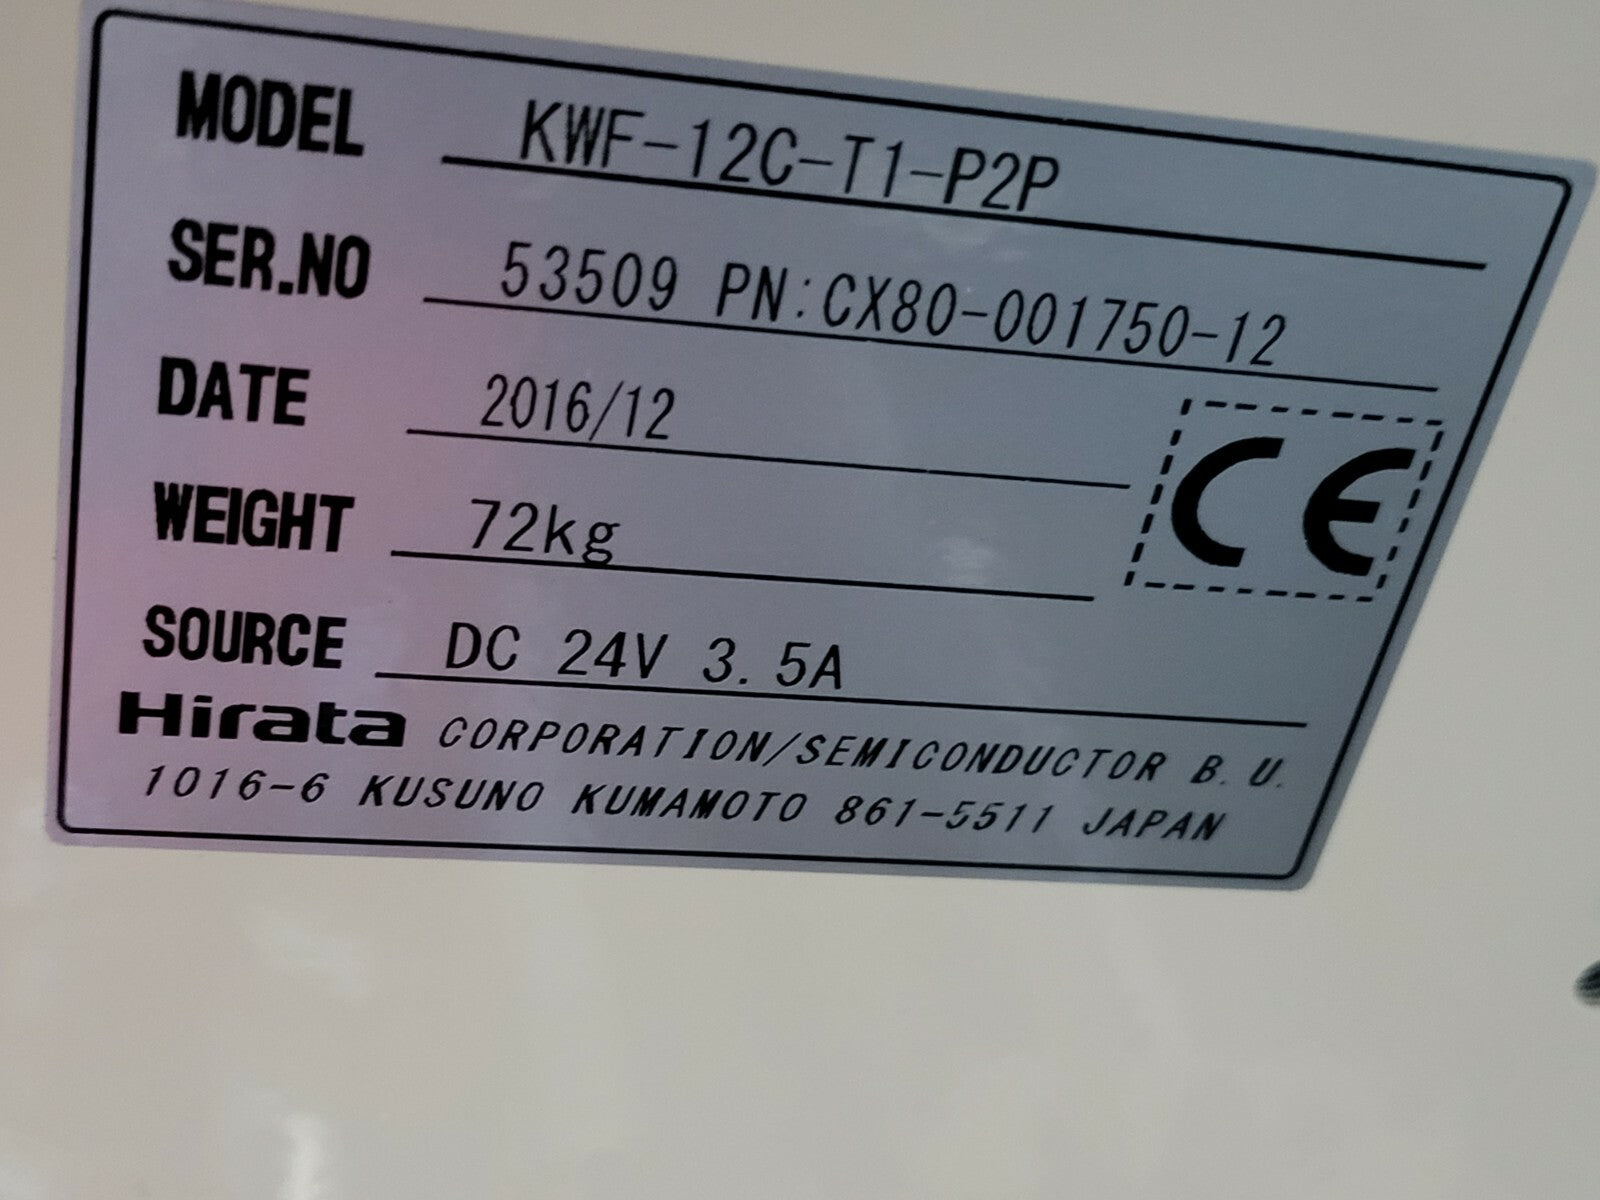 MODEL KWF-12C-T1-P2P
SER.NO 53509 PN:CX80-001750-12
DATE 2016/12
CE
WEIGHT 72kg
SOURCE DC 24V 3.5A
Hirata CORPORATION/SEMICONDUCTOR B.U.
1016-6 KUSUNO KUMAMOTO 861-5511 JAPAN